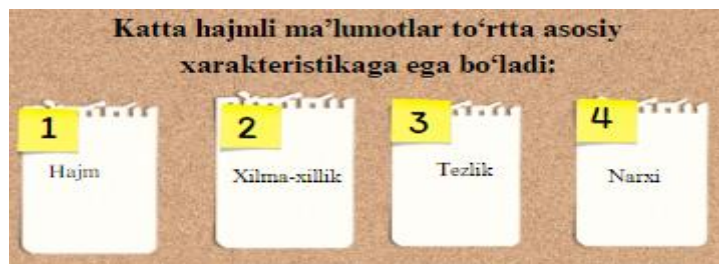 Katta hajmli ma’lumotlar to‘rtta asosiy
xarakteristikaga ega bo‘ladi:
1
Hajm
2
Xilma-xillik
3
Tezlik
4
Narxi